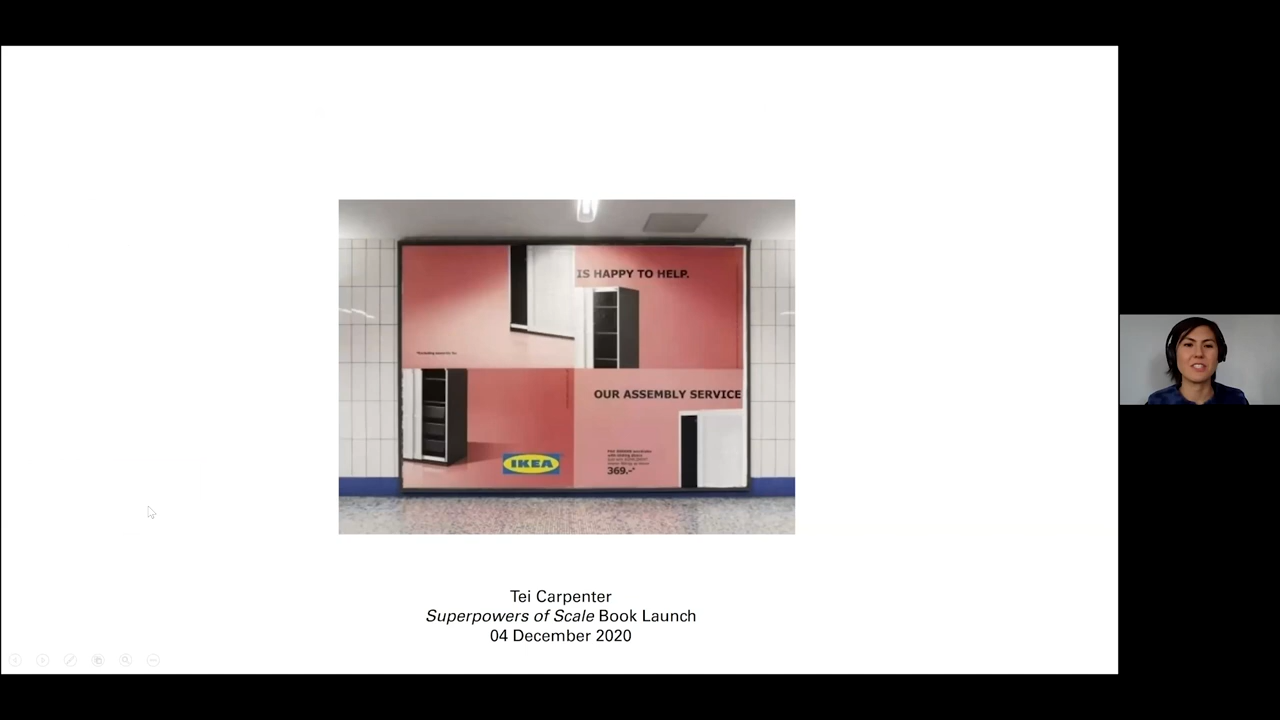 IS HAPPY TO HELP.
OUR ASSEMBLY SERVICE
IKEA
369.-*
Tei Carpenter
Superpowers of Scale Book Launch
04 December 2020